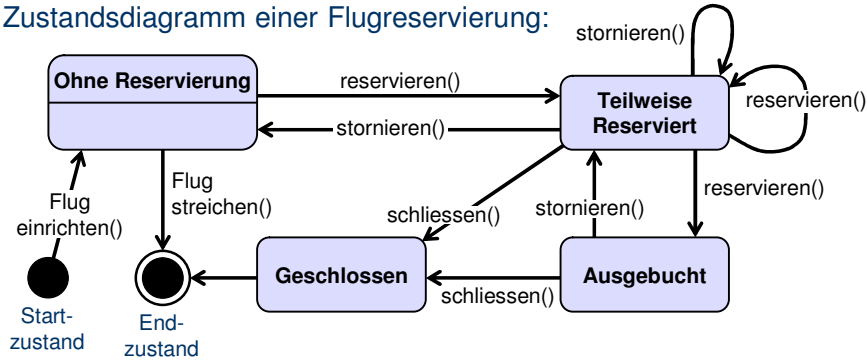 Zustandsdiagramm einer Flugreservierung:
stornieren()
Ohne Reservierung
reservieren()
Teilweise
Reserviert
reservieren()
stornieren()
Flug
einrichten()
Flug
streichen()
schliessen()
stornieren()
reservieren()
Geschlossen
Ausgebucht
schliessen()
Start-
zustand
End-
zustand